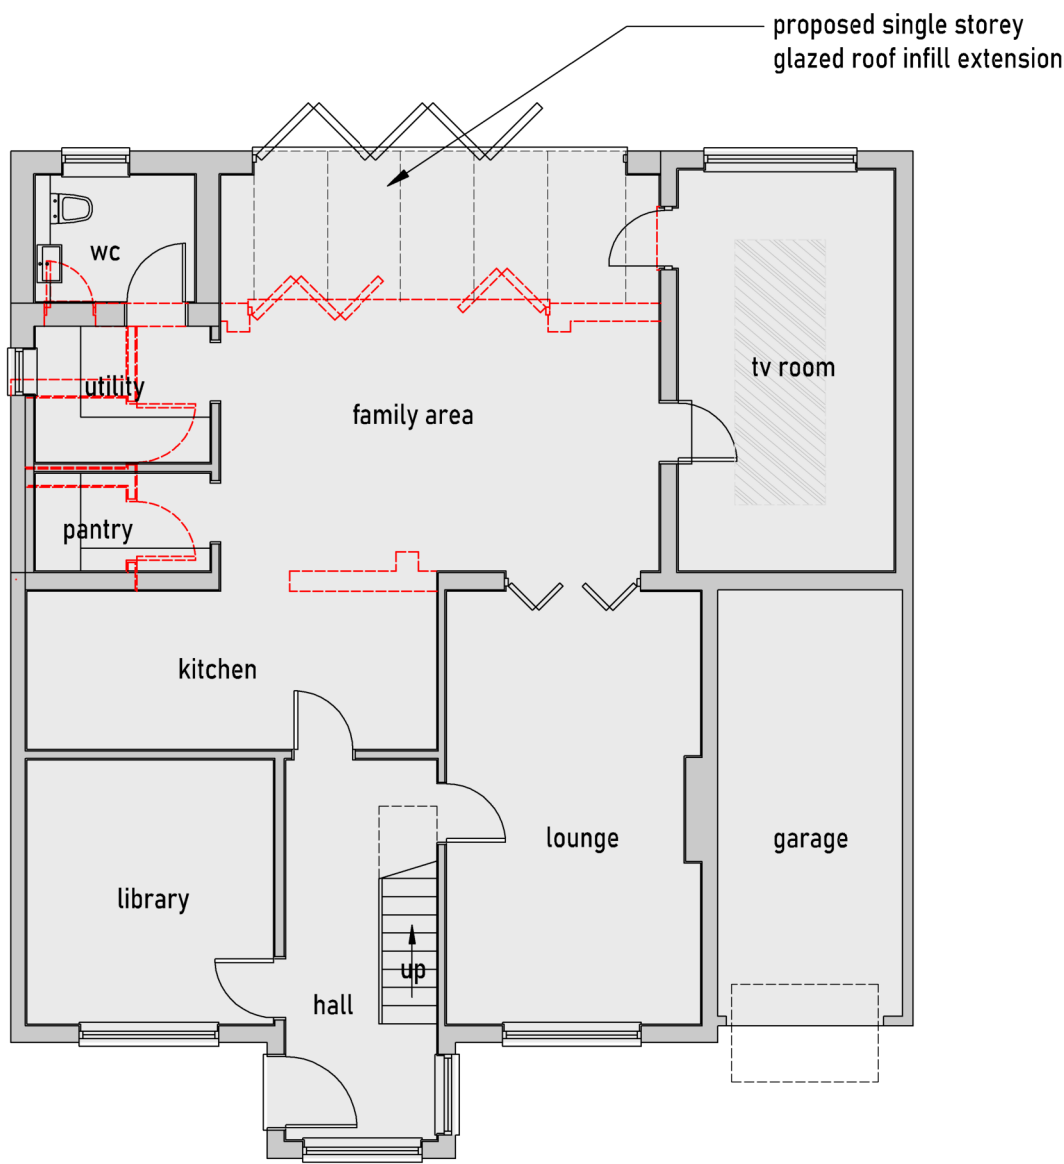 proposed single storey
glazed roof infill extension
wc
utility
family area
tv room
pantry
kitchen
lounge
garage
library
up
hall